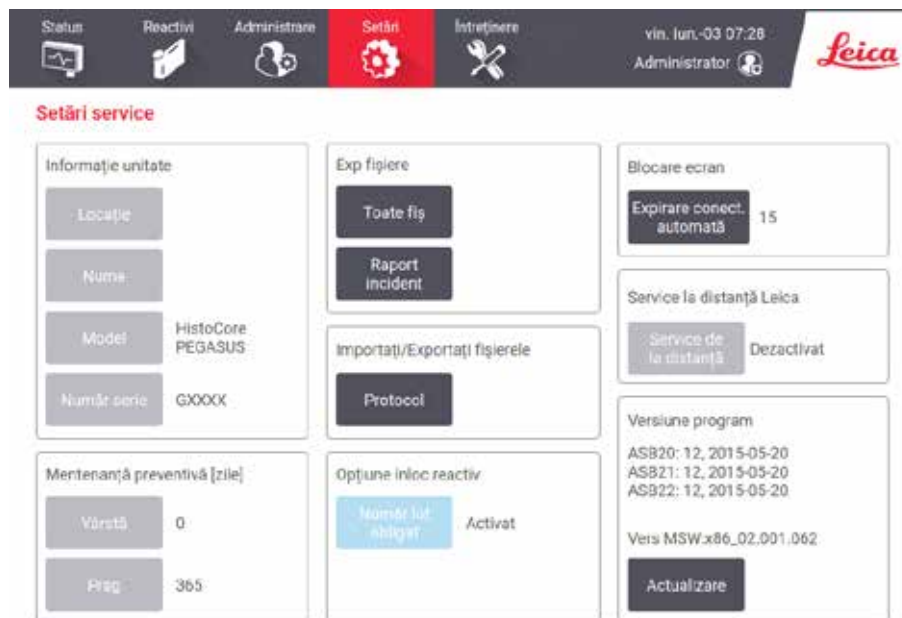 Status
Reactivi
Administrare
Setări
Întreținere
vin. Iun.-03 07:28
Administrator
Leica
Setări service
Informație unitate
Locație
Nume
Model
HistoCore
PEGASUS
Număr serie
GXXXX
Mentenanță preventivă [zile]
Vârstă
0
Prag
365
Exp fișiere
Toate fiș
Raport
incident
Importați/Exportați fișierele
Protocol
Opțiune inloc reactiv
Număr lot
obligat
Activat
Blocare ecran
Expirare conect.
automată
15
Service la distanță Leica
Service de
la distanță
Dezactivat
Versiune program
ASB20: 12, 2015-05-20
ASB21: 12, 2015-05-20
ASB22: 12, 2015-05-20
Vers MSW.x86_02.001.062
Actualizare